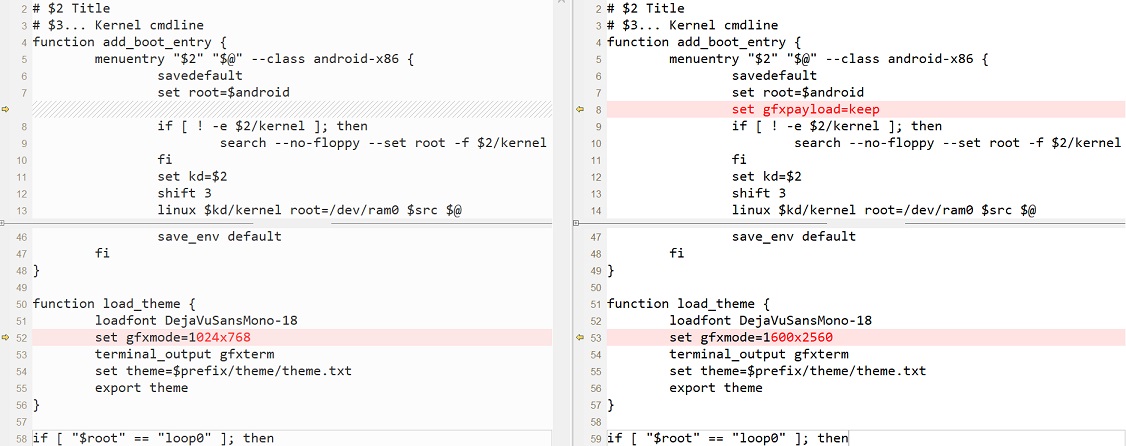 2 # $2 Title
3 # $3... Kernel cmdline
4 function add_boot_entry {
5 menuentry "$2" "$@" --class android-x86 {
6 savedefault
7 set root=$android
8 if [ ! -e $2/kernel ]; then
9 search --no-floppy --set root -f $2/kernel
10 fi
11 set kd=$2
12 shift 3
13 linux $kd/kernel root=/dev/ram0 $src $@
46 save_env default
47 fi
48 }
49
50 function load_theme {
51 loadfont DejaVuSansMono-18
52 set gfxmode=1024x768
53 terminal_output gfxterm
54 set theme=$prefix/theme/theme.txt
55 export theme
56 }
57
58 if [ "$root" == "loop0" ]; then
2 # $2 Title
3 # $3... Kernel cmdline
4 function add_boot_entry {
5 menuentry "$2" "$@" --class android-x86 {
6 savedefault
7 set root=$android
8 set gfxpayload=keep
9 if [ ! -e $2/kernel ]; then
10 search --no-floppy --set root -f $2/kernel
11 fi
12 set kd=$2
13 shift 3
14 linux $kd/kernel root=/dev/ram0 $src $@
47 save_env default
48 fi
49 }
50
51 function load_theme {
52 loadfont DejaVuSansMono-18
53 set gfxmode=1600x2560
54 terminal_output gfxterm
55 set theme=$prefix/theme/theme.txt
56 export theme
57 }
58
59 if [ "$root" == "loop0" ]; then